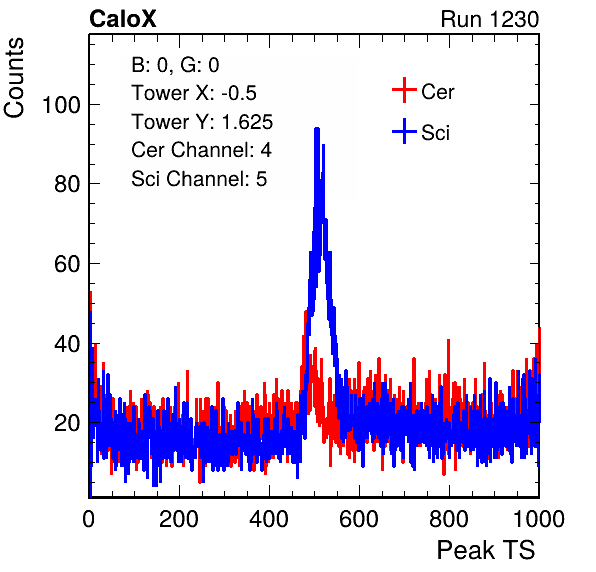 CaloX Run 1230
Counts
B: 0, G: 0
Tower X: -0.5
Tower Y: 1.625
Cer Channel: 4
Sci Channel: 5
Cer
Sci
100
80
60
40
20
0 200 400 600 800 1000
Peak TS